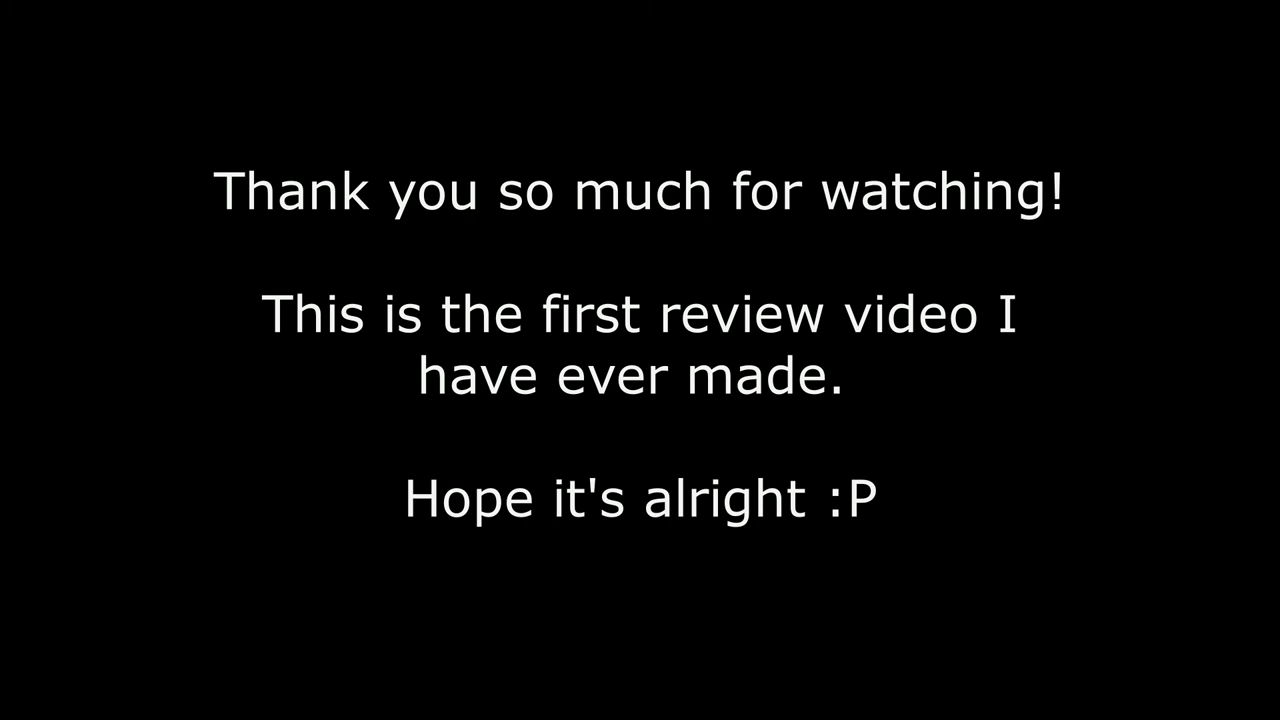 Thank you so much for watching!
This is the first review video I
have ever made.
Hope it's alright :P